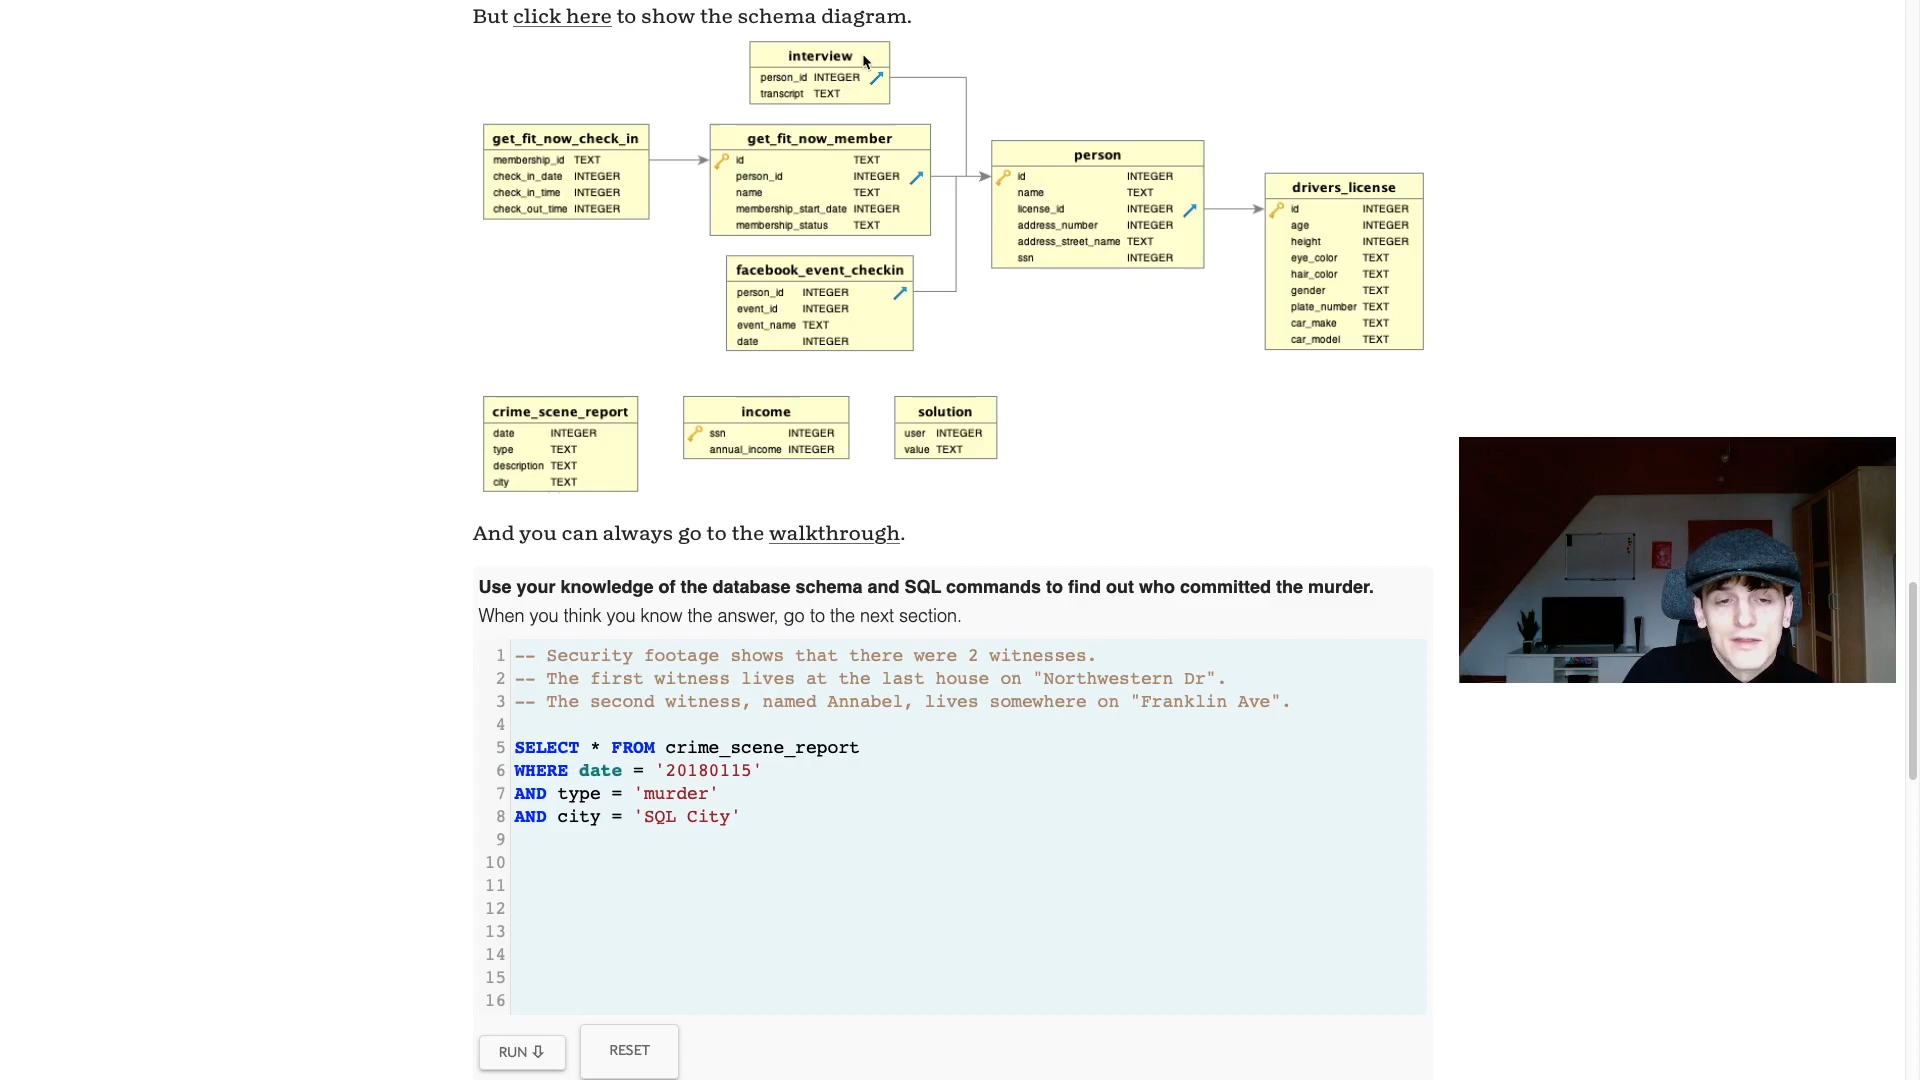 But click here to show the schema diagram.
interview
person_id INTEGER
transcript TEXT
get_fit_now_check_in
membership_id TEXT
check_in_date INTEGER
check_in_time INTEGER
check_out_time INTEGER
get_fit_now_member
id TEXT
person_id INTEGER
name TEXT
membership_start_date INTEGER
membership_status TEXT
person
id INTEGER
name TEXT
license_id INTEGER
address_number INTEGER
address_street_name TEXT
ssn INTEGER
drivers_license
id INTEGER
age INTEGER
height INTEGER
eye_color TEXT
hair_color TEXT
gender TEXT
plate_number TEXT
car_make TEXT
car_model TEXT
facebook_event_checkin
person_id INTEGER
event_id INTEGER
event_name TEXT
date INTEGER
crime_scene_report
date INTEGER
type TEXT
description TEXT
city TEXT
income
ssn INTEGER
annual_income INTEGER
solution
user INTEGER
value TEXT
And you can always go to the walkthrough.
Use your knowledge of the database schema and SQL commands to find out who committed the murder.
When you think you know the answer, go to the next section.
1 -- Security footage shows that there were 2 witnesses.
2 -- The first witness lives at the last house on "Northwestern Dr".
3 -- The second witness, named Annabel, lives somewhere on "Franklin Ave".
4
5 SELECT * FROM crime_scene_report
6 WHERE date = '20180115'
7 AND type = 'murder'
8 AND city = 'SQL City'
9
10
11
12
13
14
15
16
RUN ⇩
RESET